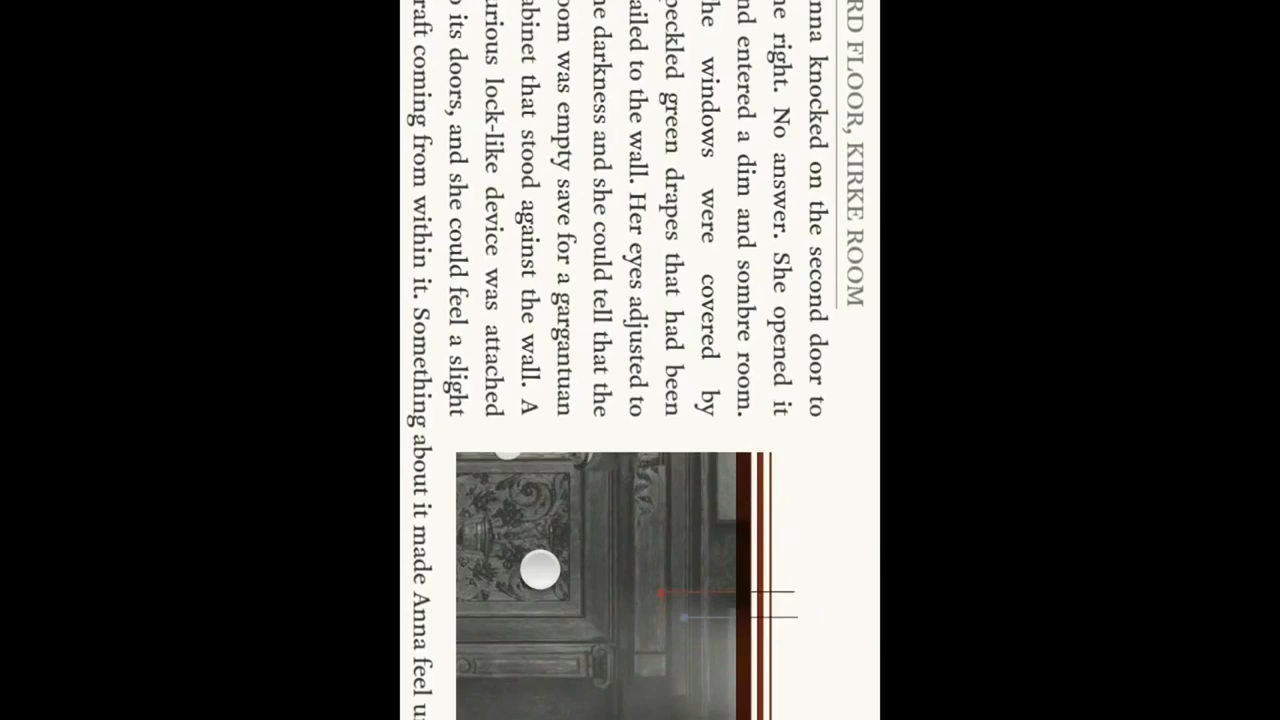 RD FLOOR, KIRKE ROOM
nna knocked on the second door to
he right. No answer. She opened it
nd entered a dim and sombre room.
he windows were covered by
peckled green drapes that had been
ailed to the wall. Her eyes adjusted to
he darkness and she could tell that the
oom was empty save for a gargantuan
abinet that stood against the wall. A
urious lock-like device was attached
o its doors, and she could feel a slight
raft coming from within it. Something about it made Anna feel u